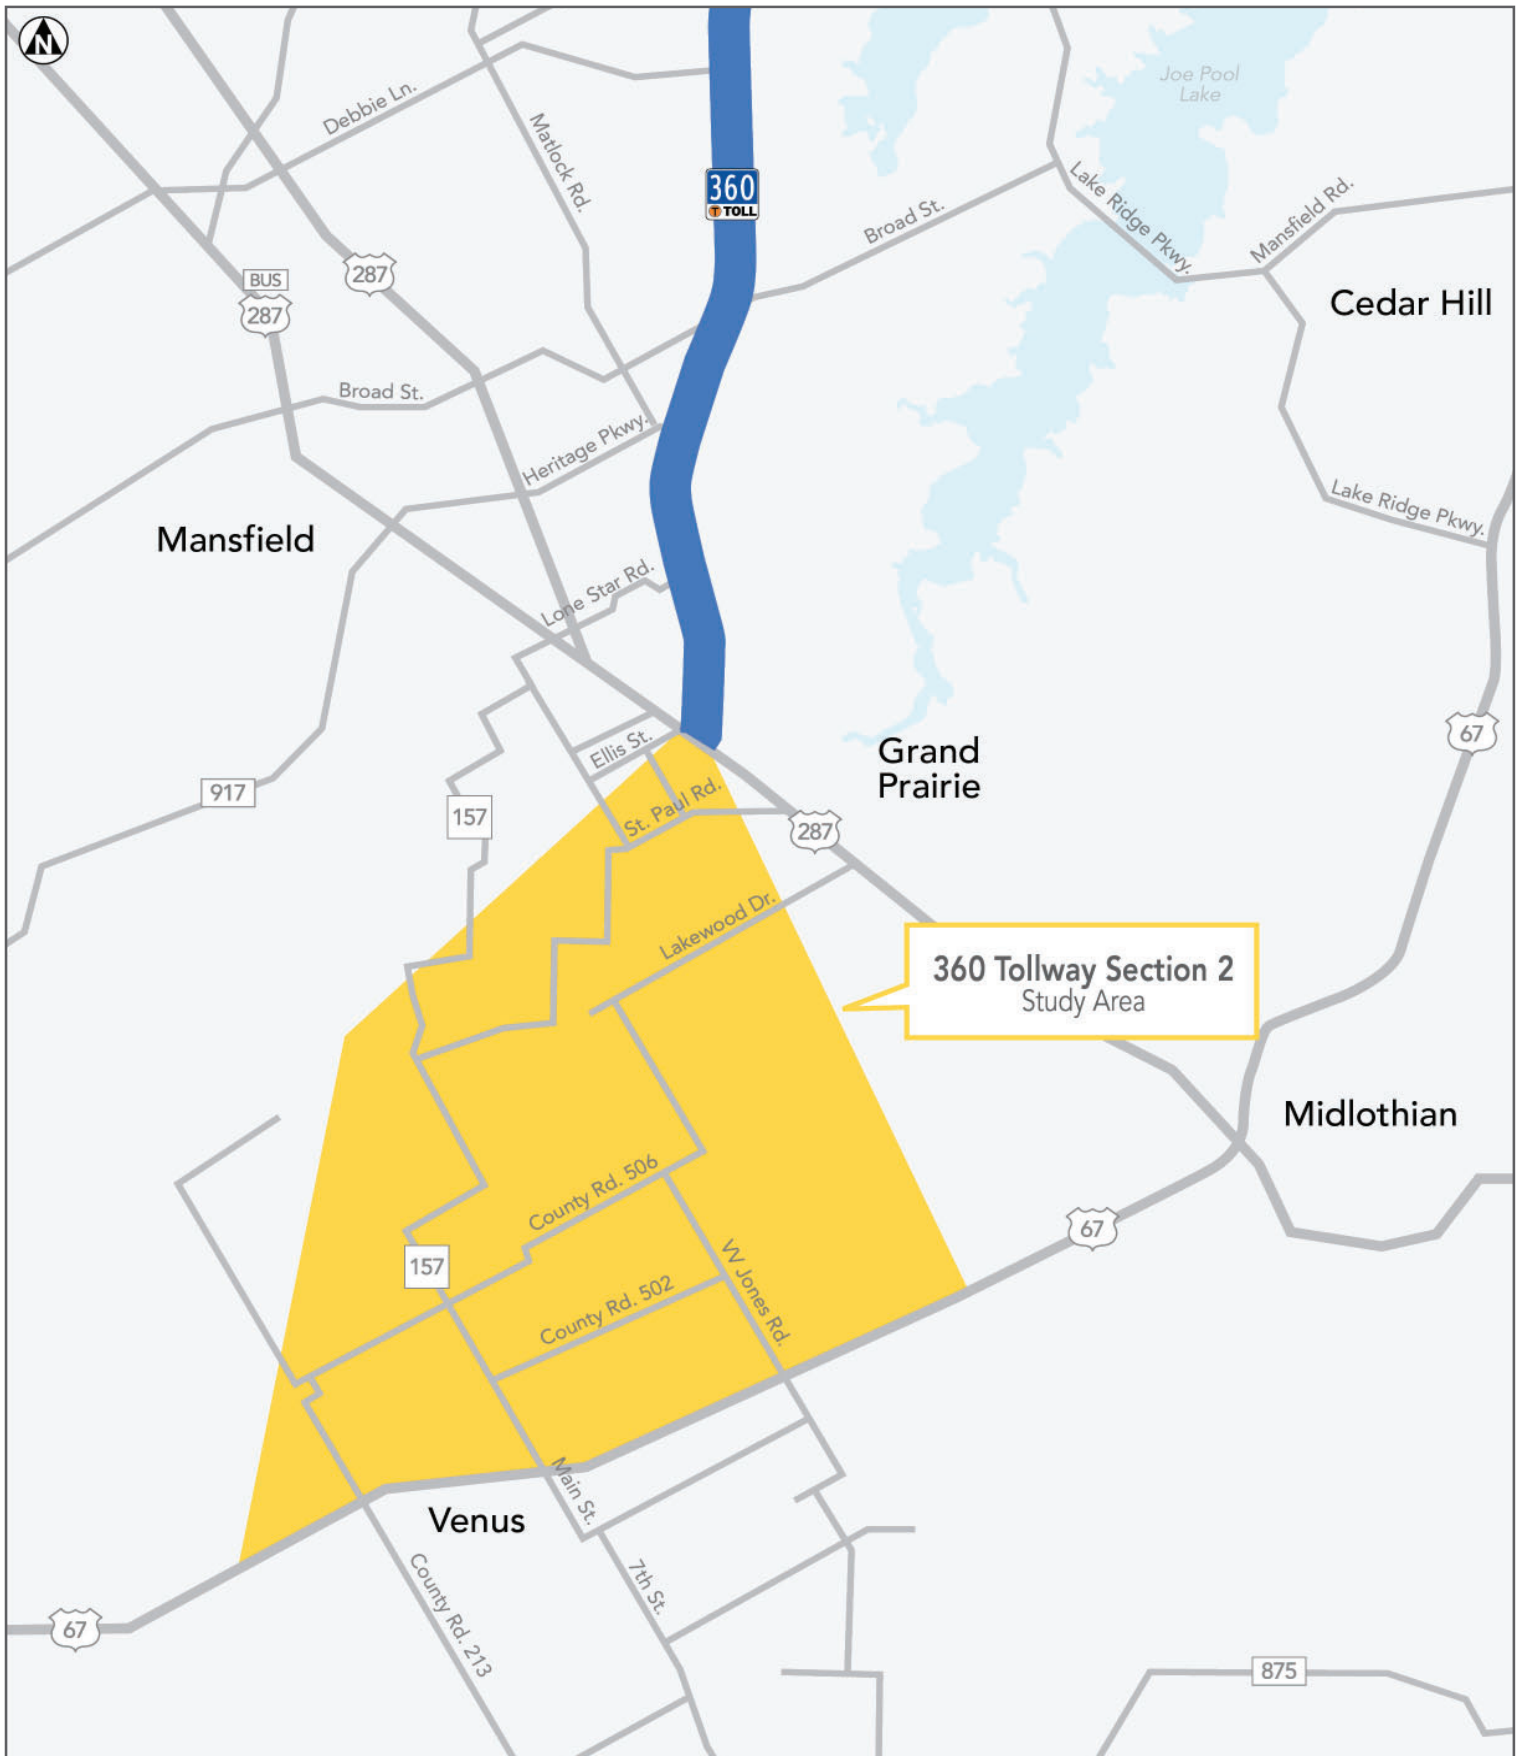 N
Joe Pool
Lake
Debbie Ln.
Matlock Rd.
360
T TOLL
Lake Ridge Pkwy.
Mansfield Rd.
Broad St.
287
BUS
287
Cedar Hill
Broad St.
Heritage Pkwy.
Lake Ridge Pkwy.
Mansfield
Lone Star Rd.
67
Ellis St.
Grand
Prairie
917
157
St. Paul Rd.
287
Lakewood Dr.
360 Tollway Section 2
Study Area
Midlothian
County Rd. 506
67
157
VV Jones Rd.
County Rd. 502
Main St.
Venus
7th St.
County Rd. 213
67
875